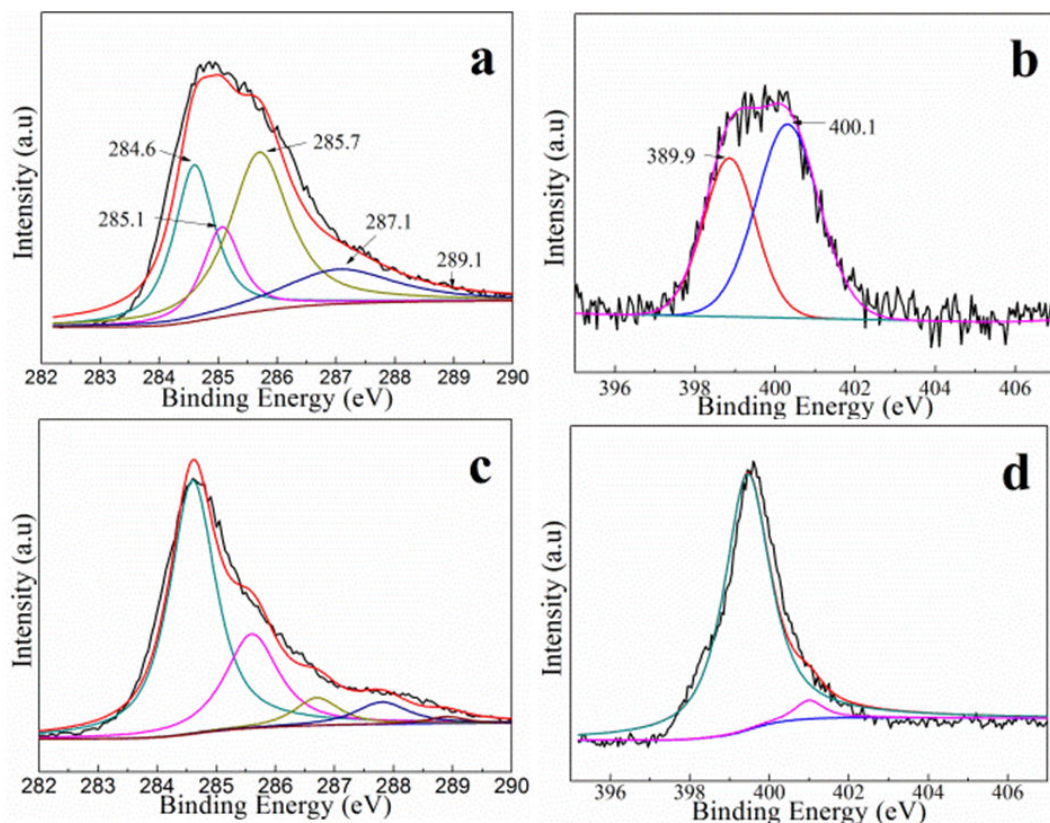 a
284.6
285.7
285.1
287.1
289.1
Intensity (a.u)
282 283 284 285 286 287 288 289 290
Binding Energy (eV)
b
400.1
389.9
Intensity (a.u)
396 398 400 402 404 406
Binding Energy (eV)
c
Intensity (a.u)
282 283 284 285 286 287 288 289 290
Binding Energy (eV)
d
Intensity (a.u)
396 398 400 402 404 406
Binding Energy (eV)